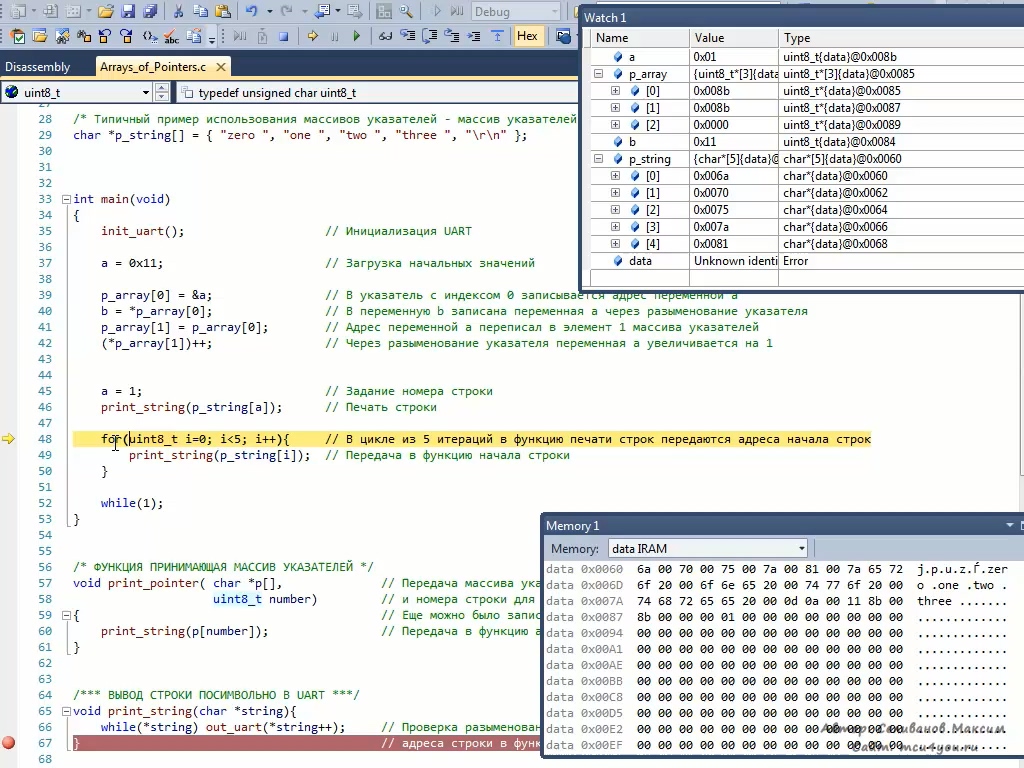 Debug
Hex
Disassembly
Arrays_of_Pointers.c
uint8_t
typedef unsigned char uint8_t
27
28 /* Типичный пример использования массивов указателей - массив указателей
29 char *p_string[] = { "zero ", "one ", "two ", "three ", "\r\n" };
30
31
32
33 int main(void)
34 {
35 init_uart(); // Инициализация UART
36
37 a = 0x11; // Загрузка начальных значений
38
39 p_array[0] = &a; // В указатель с индексом 0 записывается адрес переменной a
40 b = *p_array[0]; // В переменную b записана переменная а через разыменование указателя
41 p_array[1] = p_array[0]; // Адрес переменной а переписал в элемент 1 массива указателей
42 (*p_array[1])++; // Через разыменование указателя переменная а увеличивается на 1
43
44
45 a = 1; // Задание номера строки
46 print_string(p_string[a]); // Печать строки
47
48 for(uint8_t i=0; i<5; i++){ // В цикле из 5 итераций в функцию печати строк передаются адреса начала строк
49 print_string(p_string[i]); // Передача в функцию начала строки
50 }
51
52 while(1);
53 }
54
55
56 /* ФУНКЦИЯ ПРИНИМАЮЩАЯ МАССИВ УКАЗАТЕЛЕЙ */
57 void print_pointer( char *p[], // Передача массива ука
58 uint8_t number) // и номера строки для
59 { // Еще можно было запис
60 print_string(p[number]); // Передача в функцию а
61 }
62
63
64 /*** ВЫВОД СТРОКИ ПОСИМВОЛЬНО В UART ***/
65 void print_string(char *string){
66 while(*string) out_uart(*string++); // Проверка разыменован
67 } // адреса строки в функ
68
Watch 1
Name Value Type
a 0x01 uint8_t{data}@0x008b
p_array {uint8_t*[3]{data uint8_t*[3]{data}@0x0085
[0] 0x008b uint8_t*{data}@0x0085
[1] 0x008b uint8_t*{data}@0x0087
[2] 0x0000 uint8_t*{data}@0x0089
b 0x11 uint8_t{data}@0x0084
p_string {char*[5]{data}@ char*[5]{data}@0x0060
[0] 0x006a char*{data}@0x0060
[1] 0x0070 char*{data}@0x0062
[2] 0x0075 char*{data}@0x0064
[3] 0x007a char*{data}@0x0066
[4] 0x0081 char*{data}@0x0068
data Unknown identi Error
Memory 1
Memory: data IRAM
data 0x0060 6a 00 70 00 75 00 7a 00 81 00 7a 65 72 j.p.u.z.Ѓ.zer
data 0x006D 6f 20 00 6f 6e 65 20 00 74 77 6f 20 00 o .one .two .
data 0x007A 74 68 72 65 65 20 00 0d 0a 00 11 8b 00 three .......
data 0x0087 8b 00 00 00 01 00 00 00 00 00 00 00 00 .............
data 0x0094 00 00 00 00 00 00 00 00 00 00 00 00 00 .............
data 0x00A1 00 00 00 00 00 00 00 00 00 00 00 00 00 .............
data 0x00AE 00 00 00 00 00 00 00 00 00 00 00 00 00 .............
data 0x00BB 00 00 00 00 00 00 00 00 00 00 00 00 00 .............
data 0x00C8 00 00 00 00 00 00 00 00 00 00 00 00 00 .............
data 0x00D5 00 00 00 00 00 00 00 00 00 00 00 00 00 .............
data 0x00E2 00 00 00 00 00 00 00 00 00 00 00 00 00
data 0x00EF 00 00 00 00 00 00 00 00 00 00 00 00 00
Автор: Селиванов Максим
Сайт: mcu4you.ru